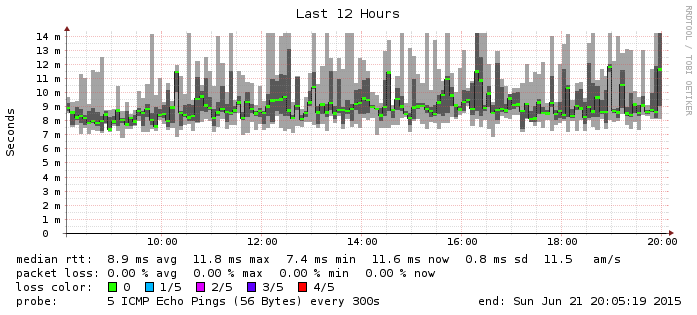 Last 12 Hours
RRDTOOL / TOBI OETIKER
Seconds
14 m
13 m
12 m
11 m
10 m
9 m
8 m
7 m
6 m
5 m
4 m
3 m
2 m
1 m
0
10:00 12:00 14:00 16:00 18:00 20:00
median rtt: 8.9 ms avg 11.8 ms max 7.4 ms min 11.6 ms now 0.8 ms sd 11.5 am/s
packet loss: 0.00 % avg 0.00 % max 0.00 % min 0.00 % now
loss color: 0 1/5 2/5 3/5 4/5
probe: 5 ICMP Echo Pings (56 Bytes) every 300s end: Sun Jun 21 20:05:19 2015